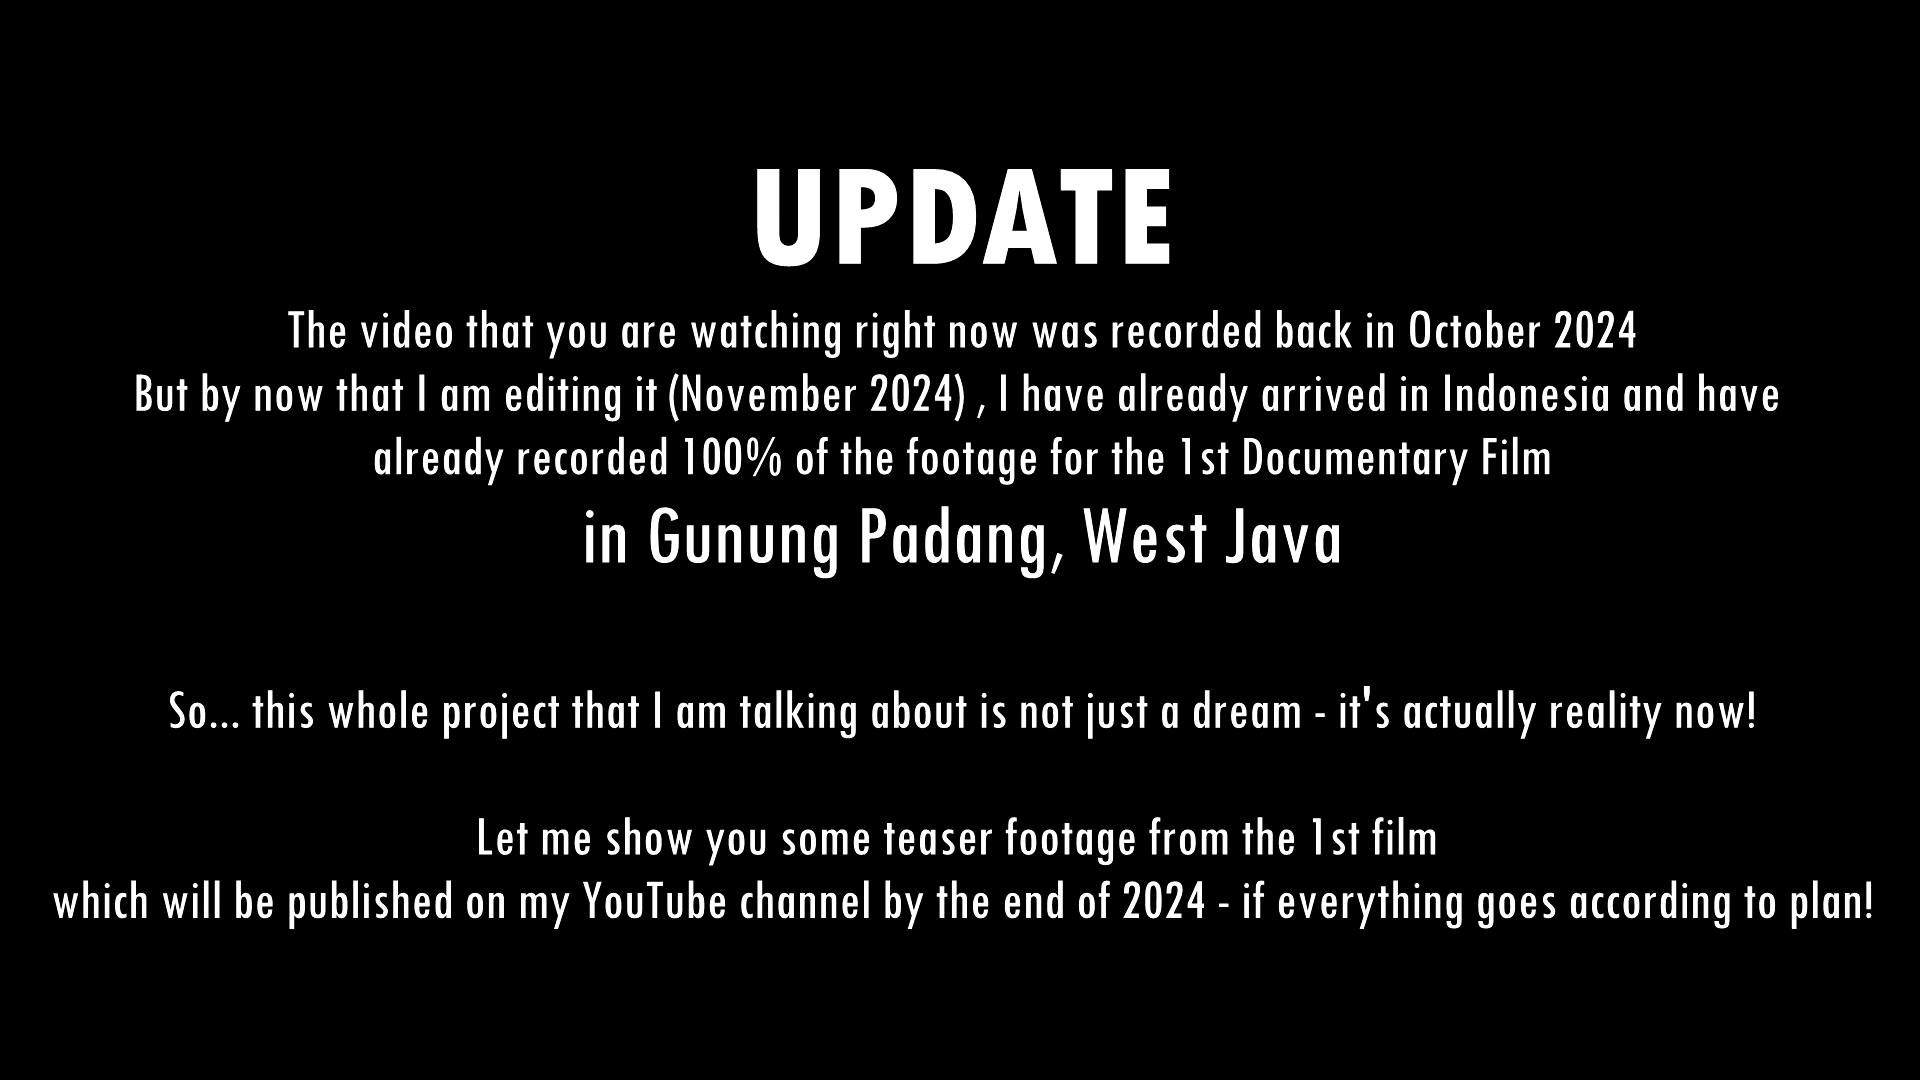 UPDATE
The video that you are watching right now was recorded back in October 2024
But by now that I am editing it (November 2024) , I have already arrived in Indonesia and have
already recorded 100% of the footage for the 1st Documentary Film
in Gunung Padang, West Java
So... this whole project that I am talking about is not just a dream - it's actually reality now!
Let me show you some teaser footage from the 1st film
which will be published on my YouTube channel by the end of 2024 - if everything goes according to plan!